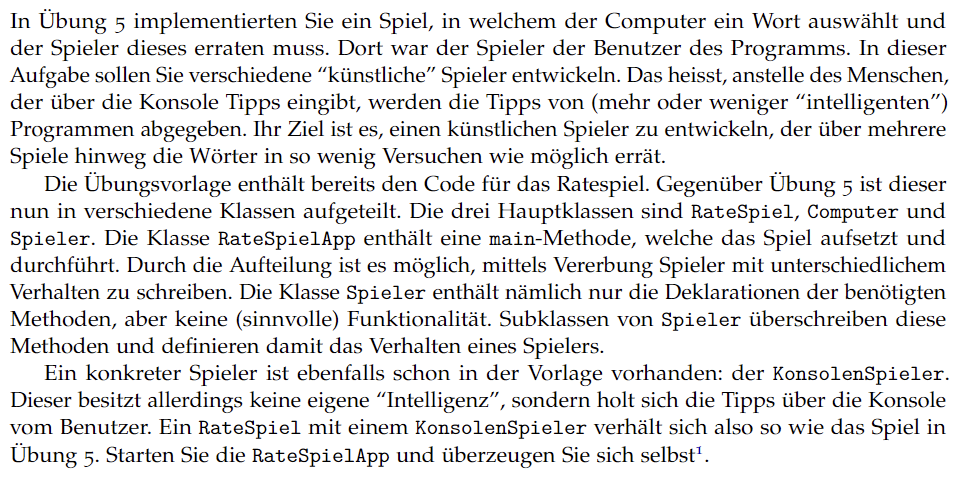 In Übung 5 implementierten Sie ein Spiel, in welchem der Computer ein Wort auswählt und
der Spieler dieses erraten muss. Dort war der Spieler der Benutzer des Programms. In dieser
Aufgabe sollen Sie verschiedene “künstliche” Spieler entwickeln. Das heisst, anstelle des Menschen,
der über die Konsole Tipps eingibt, werden die Tipps von (mehr oder weniger “intelligenten”)
Programmen abgegeben. Ihr Ziel ist es, einen künstlichen Spieler zu entwickeln, der über mehrere
Spiele hinweg die Wörter in so wenig Versuchen wie möglich errät.
Die Übungsvorlage enthält bereits den Code für das Ratespiel. Gegenüber Übung 5 ist dieser
nun in verschiedene Klassen aufgeteilt. Die drei Hauptklassen sind RateSpiel, Computer und
Spieler. Die Klasse RateSpielApp enthält eine main-Methode, welche das Spiel aufsetzt und
durchführt. Durch die Aufteilung ist es möglich, mittels Vererbung Spieler mit unterschiedlichem
Verhalten zu schreiben. Die Klasse Spieler enthält nämlich nur die Deklarationen der benötigten
Methoden, aber keine (sinnvolle) Funktionalität. Subklassen von Spieler überschreiben diese
Methoden und definieren damit das Verhalten eines Spielers.
Ein konkreter Spieler ist ebenfalls schon in der Vorlage vorhanden: der KonsolenSpieler.
Dieser besitzt allerdings keine eigene “Intelligenz”, sondern holt sich die Tipps über die Konsole
vom Benutzer. Ein RateSpiel mit einem KonsolenSpieler verhält sich also so wie das Spiel in
Übung 5. Starten Sie die RateSpielApp und überzeugen Sie sich selbst¹.